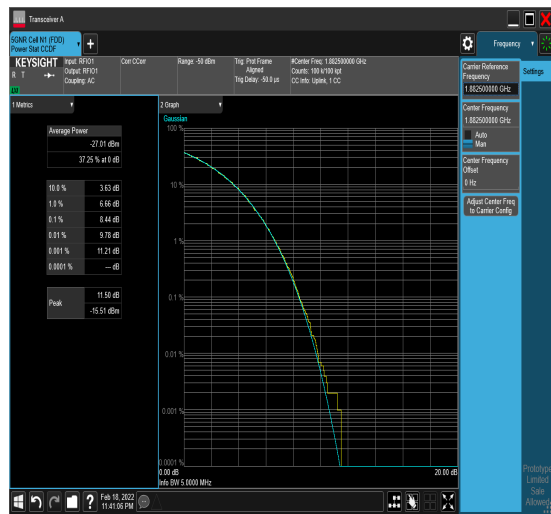 Transceiver A
5GNR Cell N1 (FDD)
Power Stat CCDF
Frequency
KEYSIGHT
R T
Input: RFIO1
Output: RFIO1
Coupling: AC
Corr CCorr
Range: -50 dBm
Trig: Prot Frame
Aligned
Trig Delay: -50.0 µs
#Center Freq: 1.882500000 GHz
Counts: 100 k/100 kpt
CC Info: Uplink, 1 CC
Carrier Reference
Frequency
1.882500000 GHz
Settings
Center Frequency
1.882500000 GHz
Auto
Man
Center Frequency
Offset
0 Hz
Adjust Center Freq
to Carrier Config
1 Metrics
Average Power
-27.01 dBm
37.25 % at 0 dB
10.0 % 3.63 dB
1.0 % 6.66 dB
0.1 % 8.44 dB
0.01 % 9.78 dB
0.001 % 11.21 dB
0.0001 % --- dB
Peak
11.50 dB
-15.51 dBm
2 Graph
Gaussian
100 %
10 %
1 %
0.1 %
0.01 %
0.001 %
0.0001 %
0.00 dB
20.00 dB
Info BW 5.0000 MHz
Prototype
Limited
Sale
Allowed
?
Feb 18, 2022
11:41:06 PM